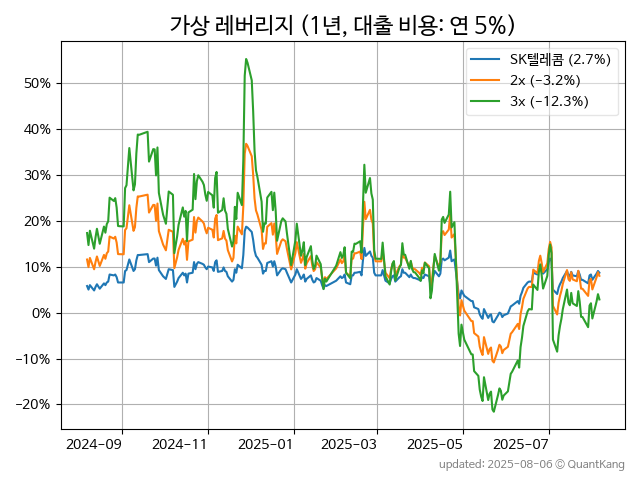 가상 레버리지 (1년, 대출 비용: 연 5%)
SK텔레콤 (2.7%)
2x (−3.2%)
3x (−12.3%)
50%
40%
30%
20%
10%
0%
−10%
−20%
2024-09
2024-11
2025-01
2025-03
2025-05
2025-07
updated: 2025-08-06 © QuantKang